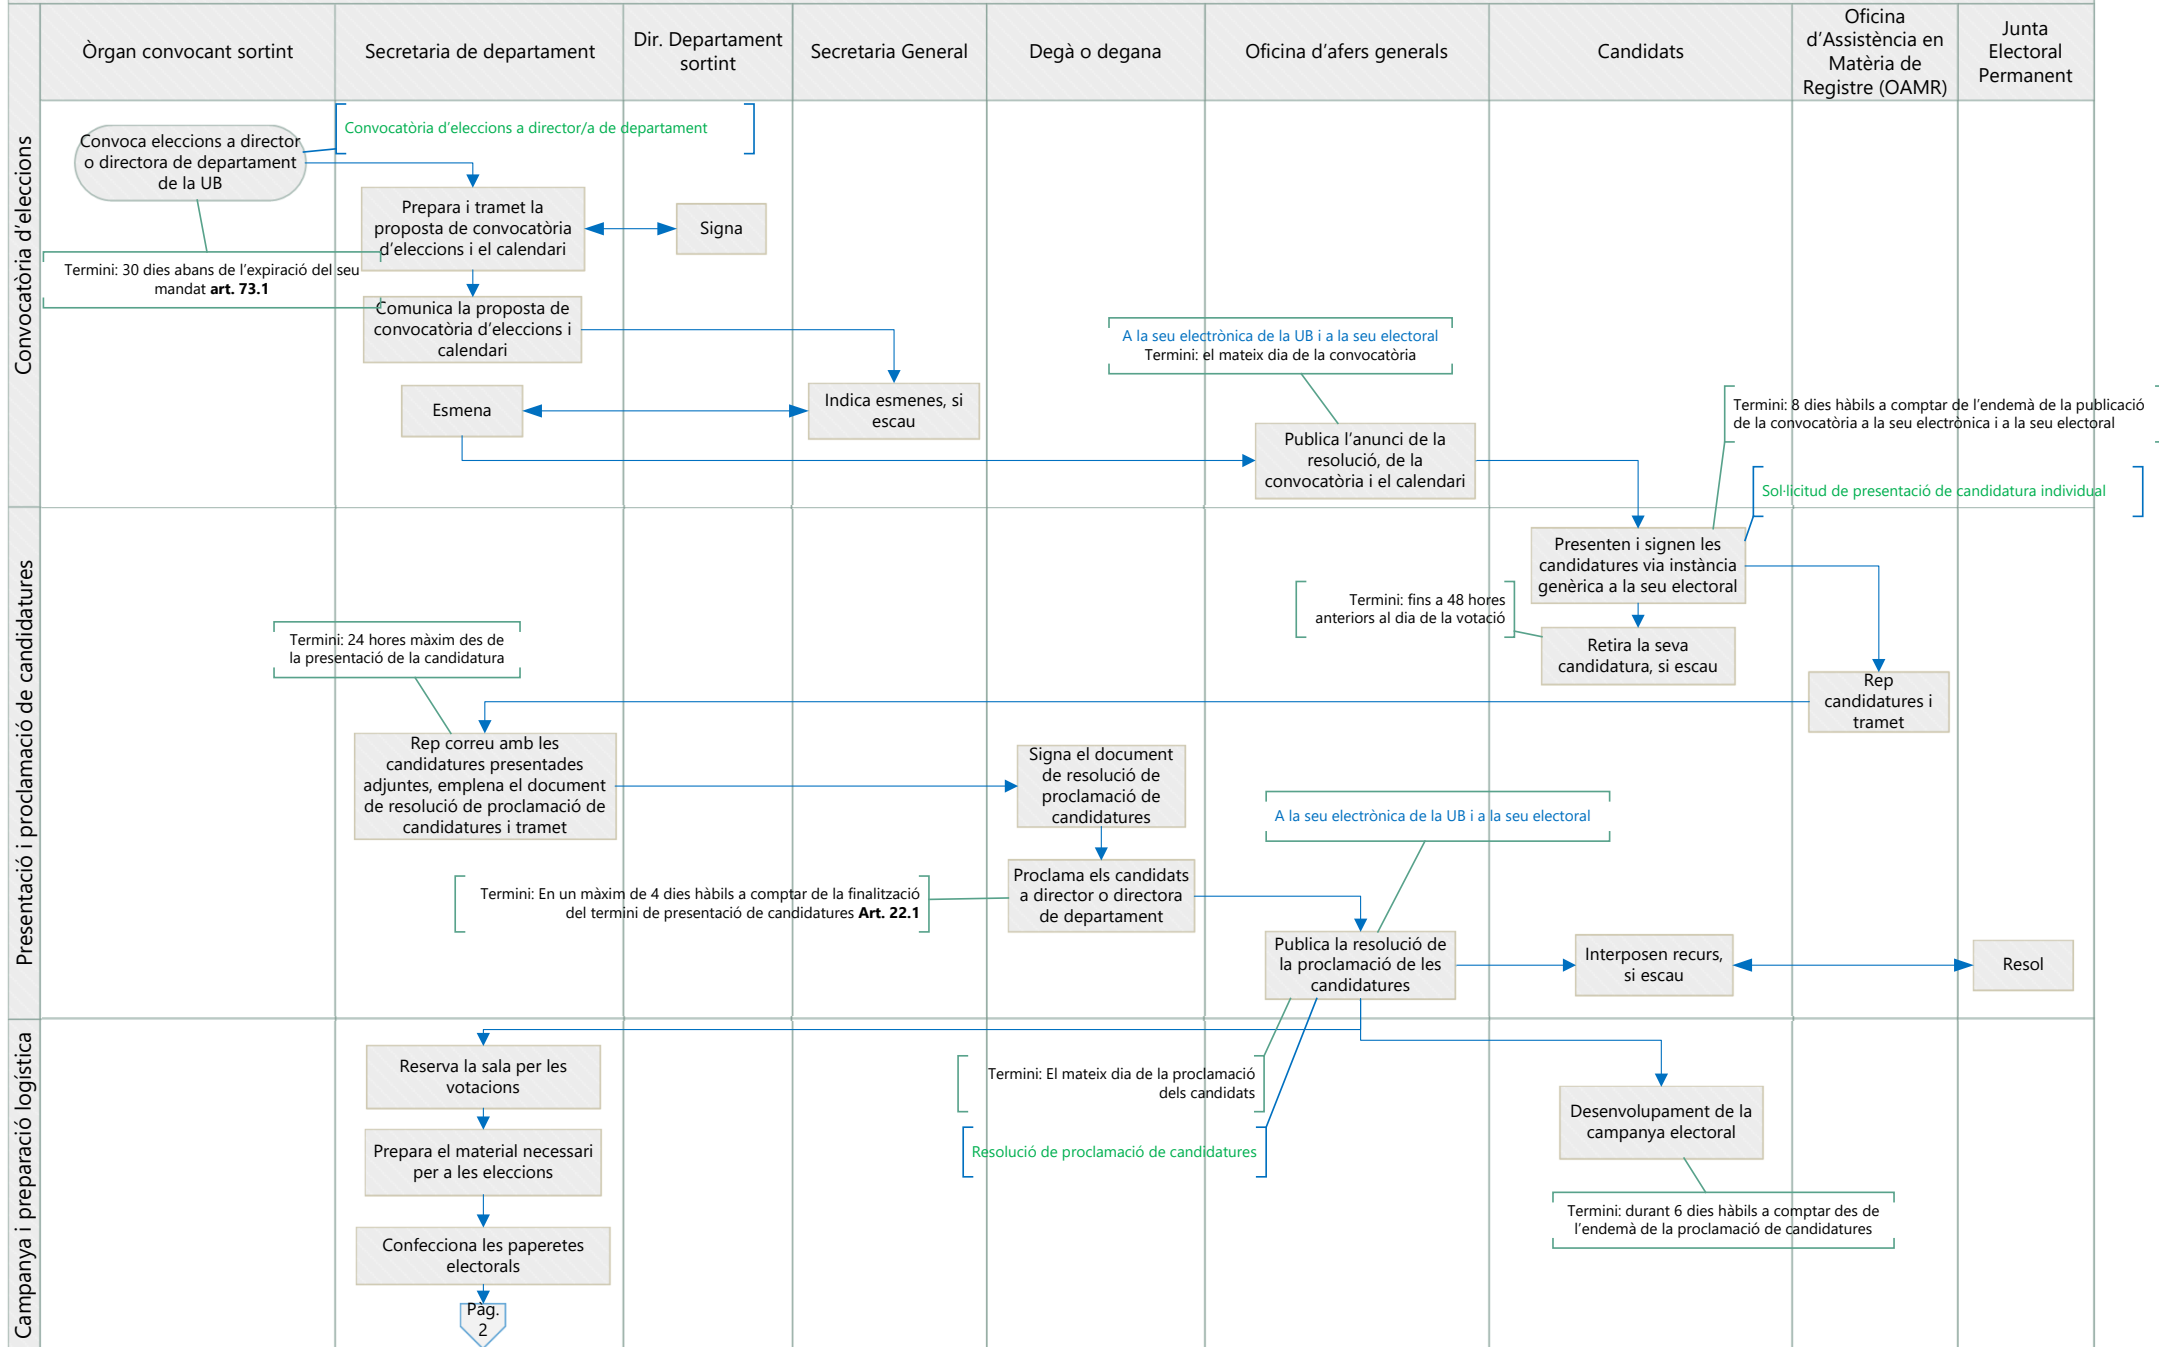 Òrgan convocant sortint
Secretaria de departament
Dir. Departament
sortint
Secretaria General
Degà o degana
Oficina d'afers generals
Candidats
Oficina
d'Assistència en
Matèria de
Registre (OAMR)
Junta
Electoral
Permanent
Convocatòria d'eleccions
Convoca eleccions a director
o directora de departament
de la UB
Convocatòria d'eleccions a director/a de departament
Prepara i tramet la
proposta de convocatòria
d'eleccions i el calendari
Signa
Termini: 30 dies abans de l'expiració del seu
mandat art. 73.1
Comunica la proposta de
convocatòria d'eleccions i
calendari
A la seu electrònica de la UB i a la seu electoral
Termini: el mateix dia de la convocatòria
Esmena
Indica esmenes, si
escau
Publica l'anunci de la
resolució, de la
convocatòria i el calendari
Termini: 8 dies hàbils a comptar de l'endemà de la publicació
de la convocatòria a la seu electrònica i a la seu electoral
Sol·licitud de presentació de candidatura individual
Presentació i proclamació de candidatures
Presenten i signen les
candidatures via instància
genèrica a la seu electoral
Termini: fins a 48 hores
anteriors al dia de la votació
Retira la seva
candidatura, si escau
Termini: 24 hores màxim des de
la presentació de la candidatura
Rep
candidatures i
tramet
Rep correu amb les
candidatures presentades
adjuntes, emplena el document
de resolució de proclamació de
candidatures i tramet
Signa el document
de resolució de
proclamació de
candidatures
A la seu electrònica de la UB i a la seu electoral
Termini: En un màxim de 4 dies hàbils a comptar de la finalització
del termini de presentació de candidatures Art. 22.1
Proclama els candidats
a director o directora
de departament
Publica la resolució de
la proclamació de les
candidatures
Interposen recurs,
si escau
Resol
Campanya i preparació logística
Reserva la sala per les
votacions
Termini: El mateix dia de la proclamació
dels candidats
Desenvolupament de la
campanya electoral
Prepara el material necessari
per a les eleccions
Resolució de proclamació de candidatures
Termini: durant 6 dies hàbils a comptar des de
l'endemà de la proclamació de candidatures
Confecciona les paperetes
electorals
Pàg.
2